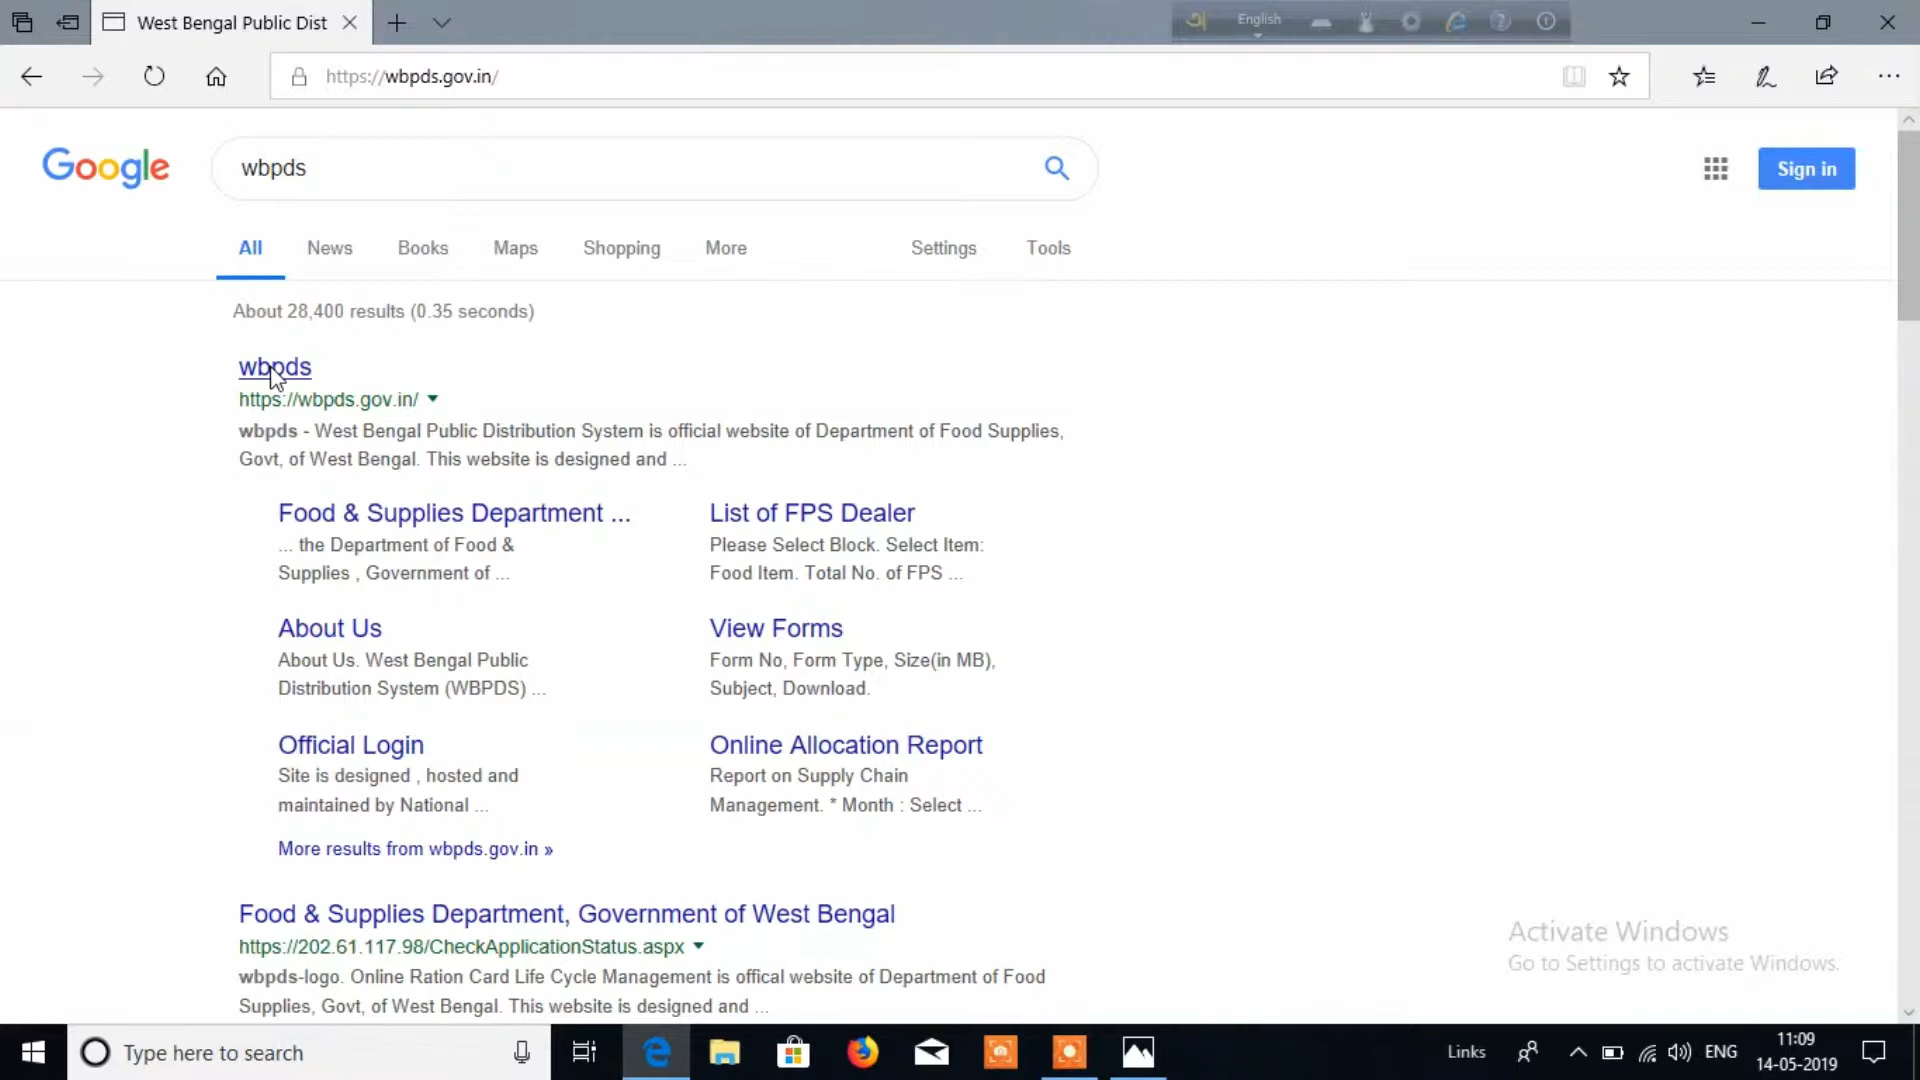 West Bengal Public Dist
English
https://wbpds.gov.in/
Google
wbpds
Sign in
All News Books Maps Shopping More Settings Tools
About 28,400 results (0.35 seconds)
wbpds
https://wbpds.gov.in/
wbpds - West Bengal Public Distribution System is official website of Department of Food Supplies,
Govt, of West Bengal. This website is designed and ...
Food & Supplies Department ...
... the Department of Food &
Supplies , Government of ...
List of FPS Dealer
Please Select Block. Select Item:
Food Item. Total No. of FPS ...
About Us
About Us. West Bengal Public
Distribution System (WBPDS) ...
View Forms
Form No, Form Type, Size(in MB),
Subject, Download.
Official Login
Site is designed , hosted and
maintained by National ...
Online Allocation Report
Report on Supply Chain
Management. * Month : Select ...
More results from wbpds.gov.in »
Food & Supplies Department, Government of West Bengal
https://202.61.117.98/CheckApplicationStatus.aspx
wbpds-logo. Online Ration Card Life Cycle Management is offical website of Department of Food
Supplies, Govt, of West Bengal. This website is designed and ...
Activate Windows
Go to Settings to activate Windows.
Type here to search
Links
ENG
11:09
14-05-2019